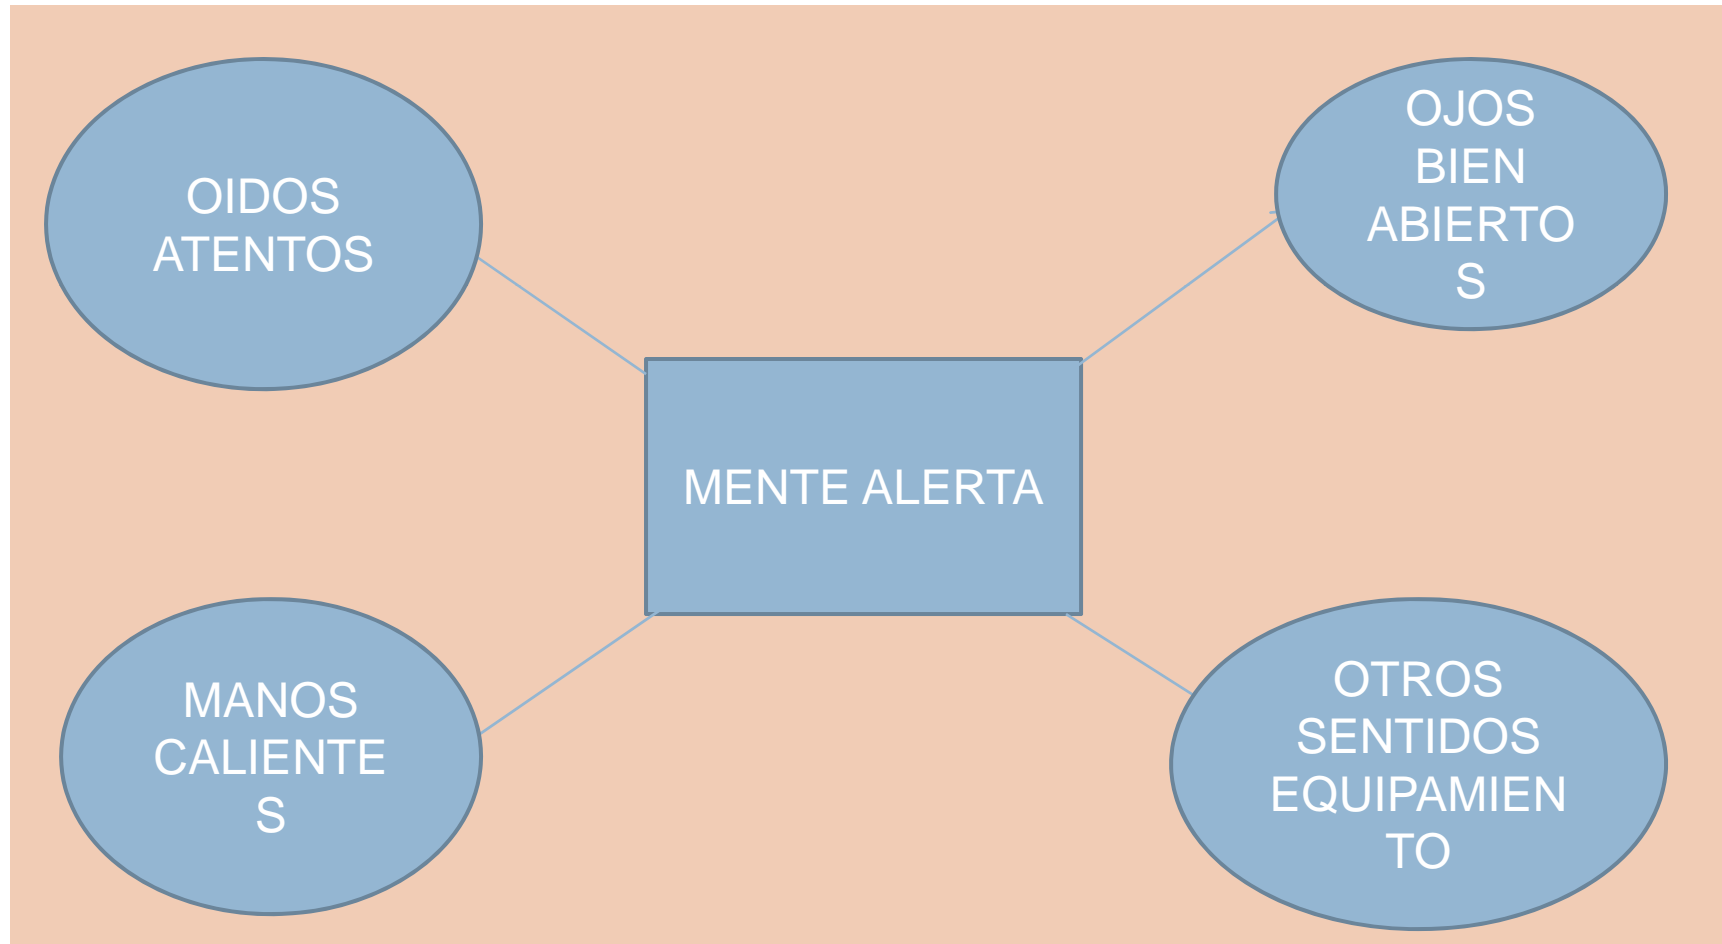 OIDOS
ATENTOS
OJOS
BIEN
ABIERTO
S
MENTE ALERTA
MANOS
CALIENTE
S
OTROS
SENTIDOS
EQUIPAMIEN
TO